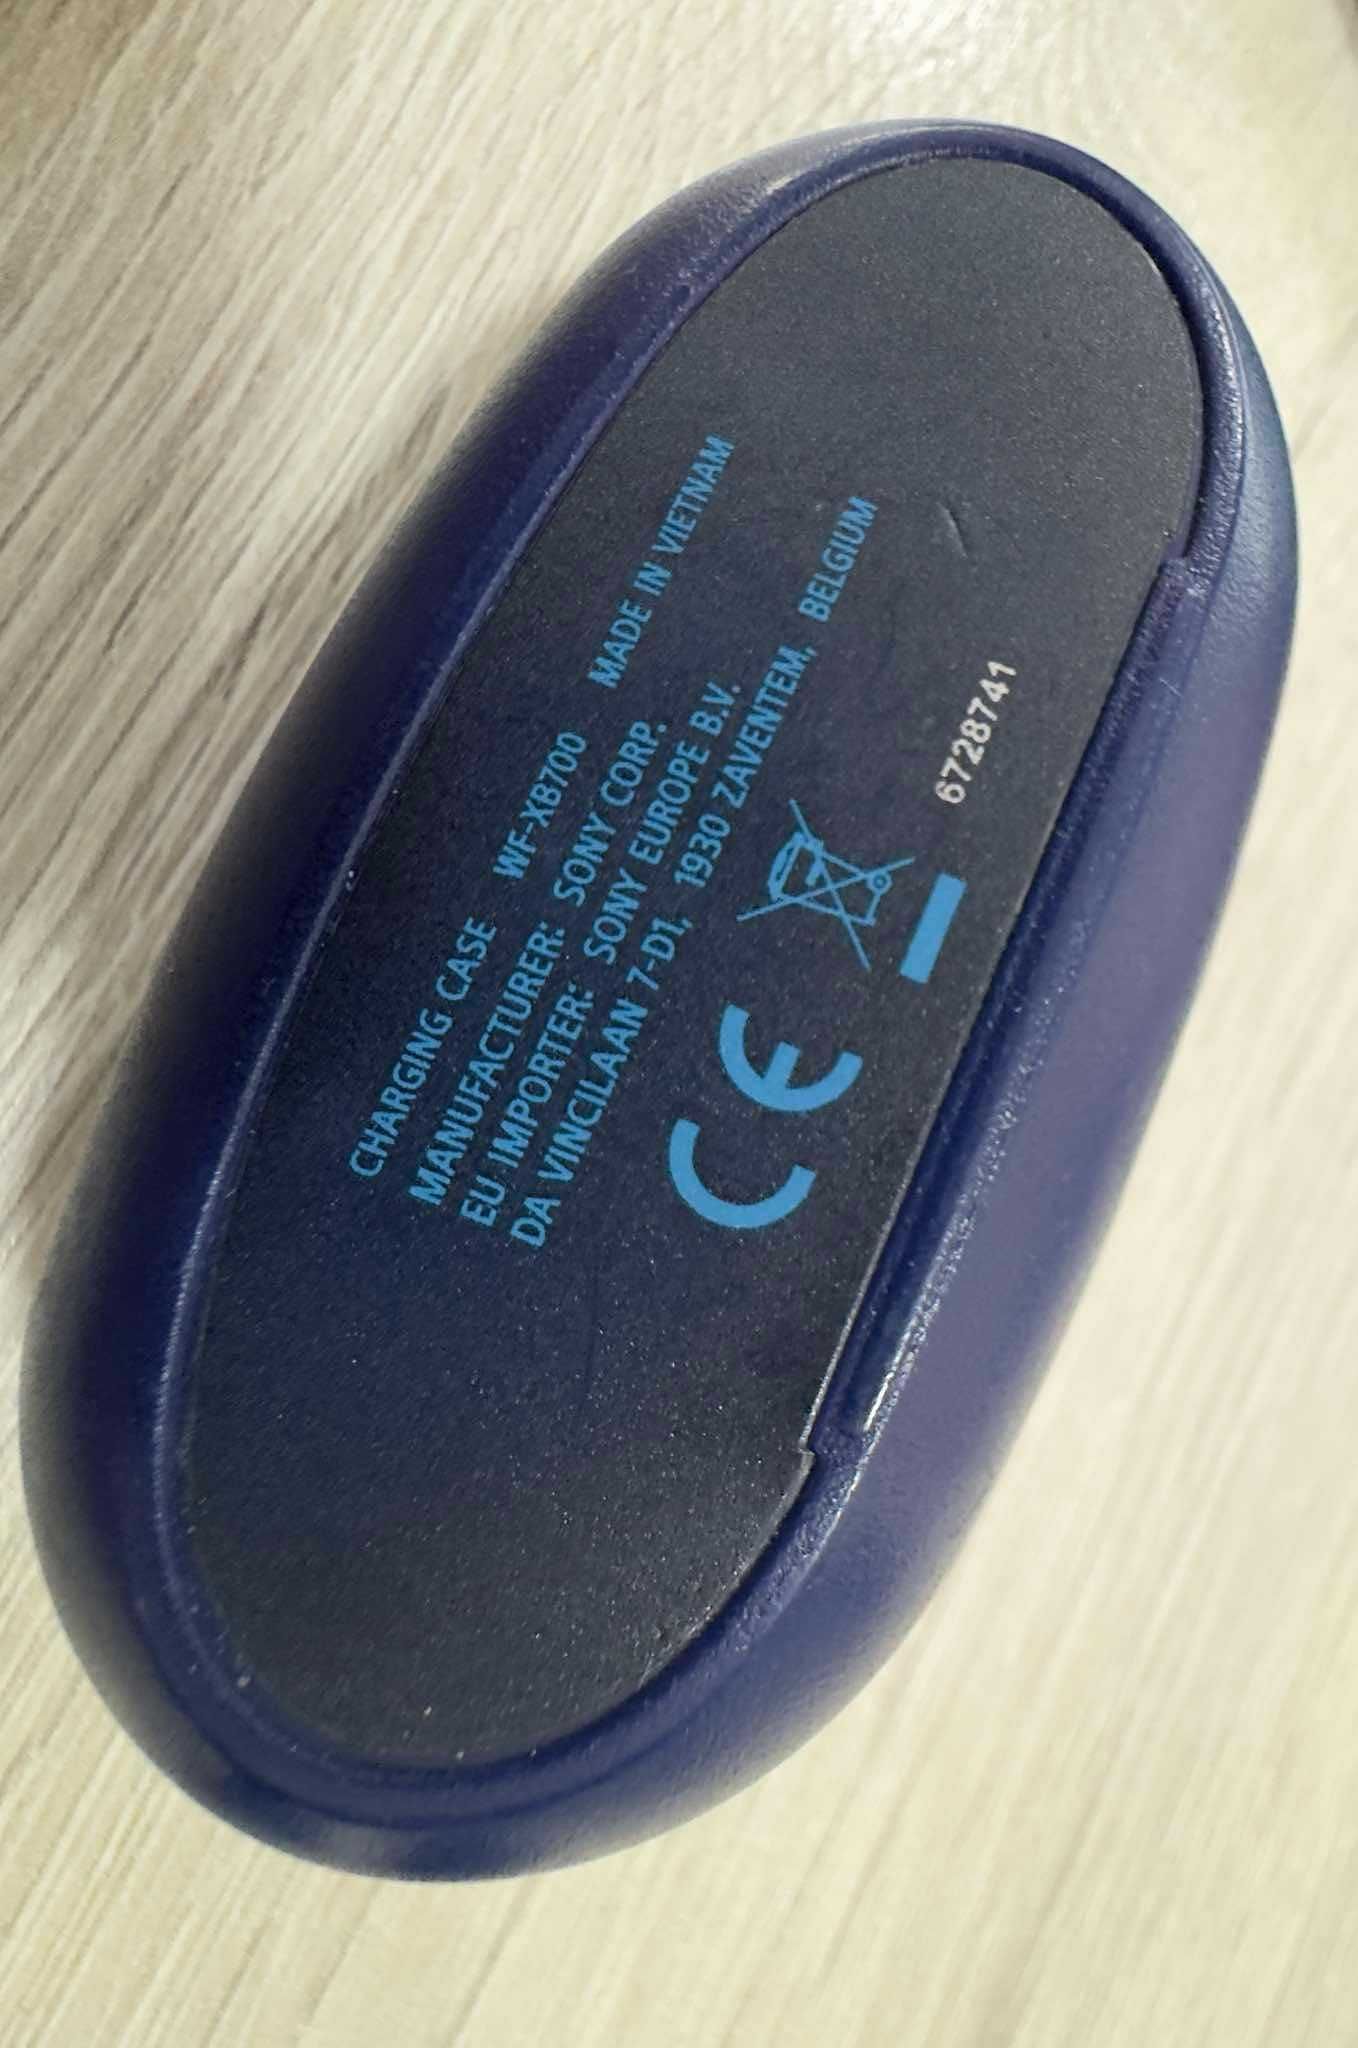 CHARGING CASE WF-XB700 MADE IN VIETNAM
MANUFACTURER: SONY CORP.
EU IMPORTER: SONY EUROPE B.V.
DA VINCILAAN 7-D1, 1930 ZAVENTEM, BELGIUM
CE
6728741